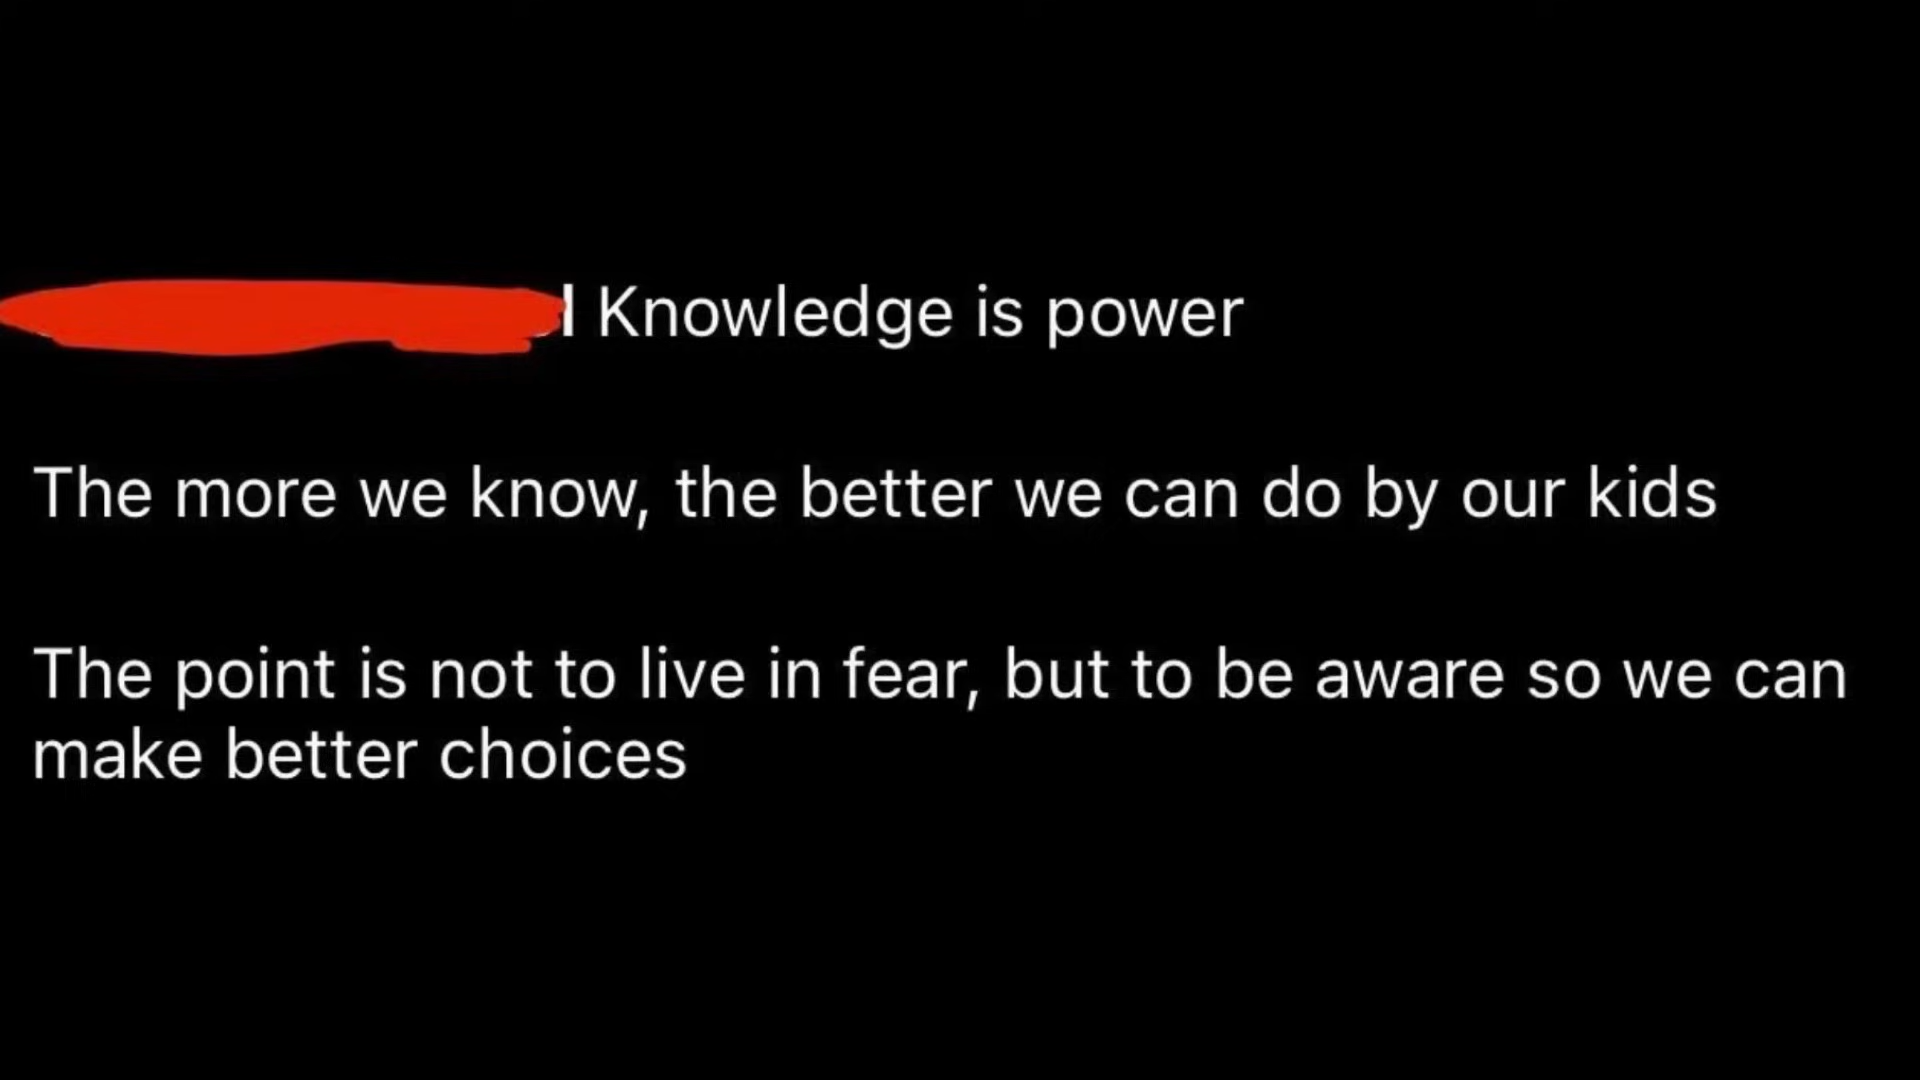 Knowledge is power
The more we know, the better we can do by our kids
The point is not to live in fear, but to be aware so we can
make better choices